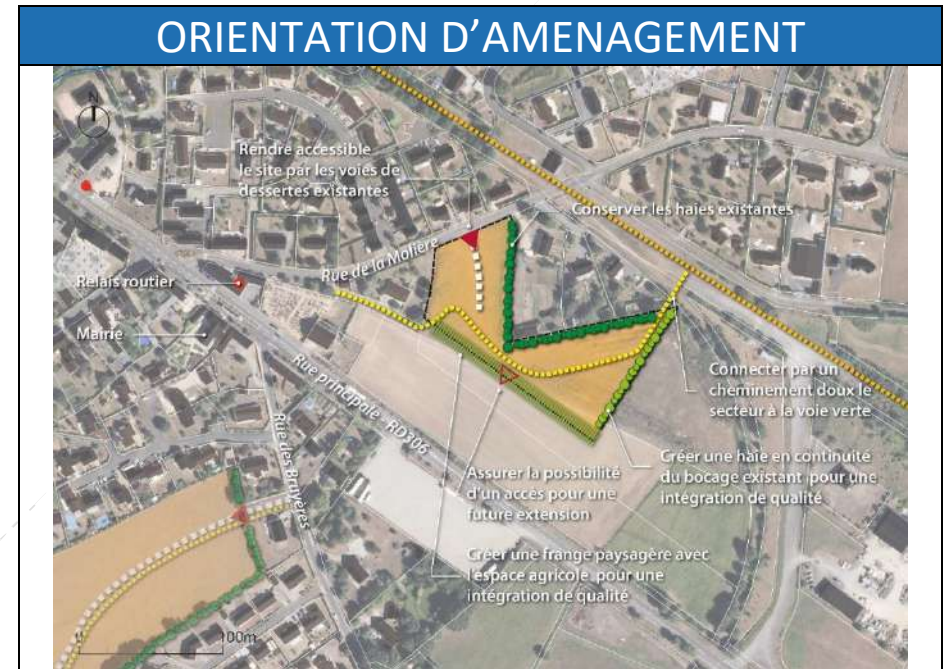 ORIENTATION D’AMENAGEMENT
N
Rendre accessible
le site par les voies de
dessertes existantes
Conserver les haies existantes
Rue de la Molière
Relais routier
Mairie
Rue principale - RD306
Rue des Bruyères
Connecter par un
cheminement doux le
secteur à la voie verte
Créer une haie en continuité
du bocage existant pour une
intégration de qualité
Assurer la possibilité
d'un accès pour une
future extension
Créer une frange paysagère avec
l'espace agricole pour une
intégration de qualité
0 100m